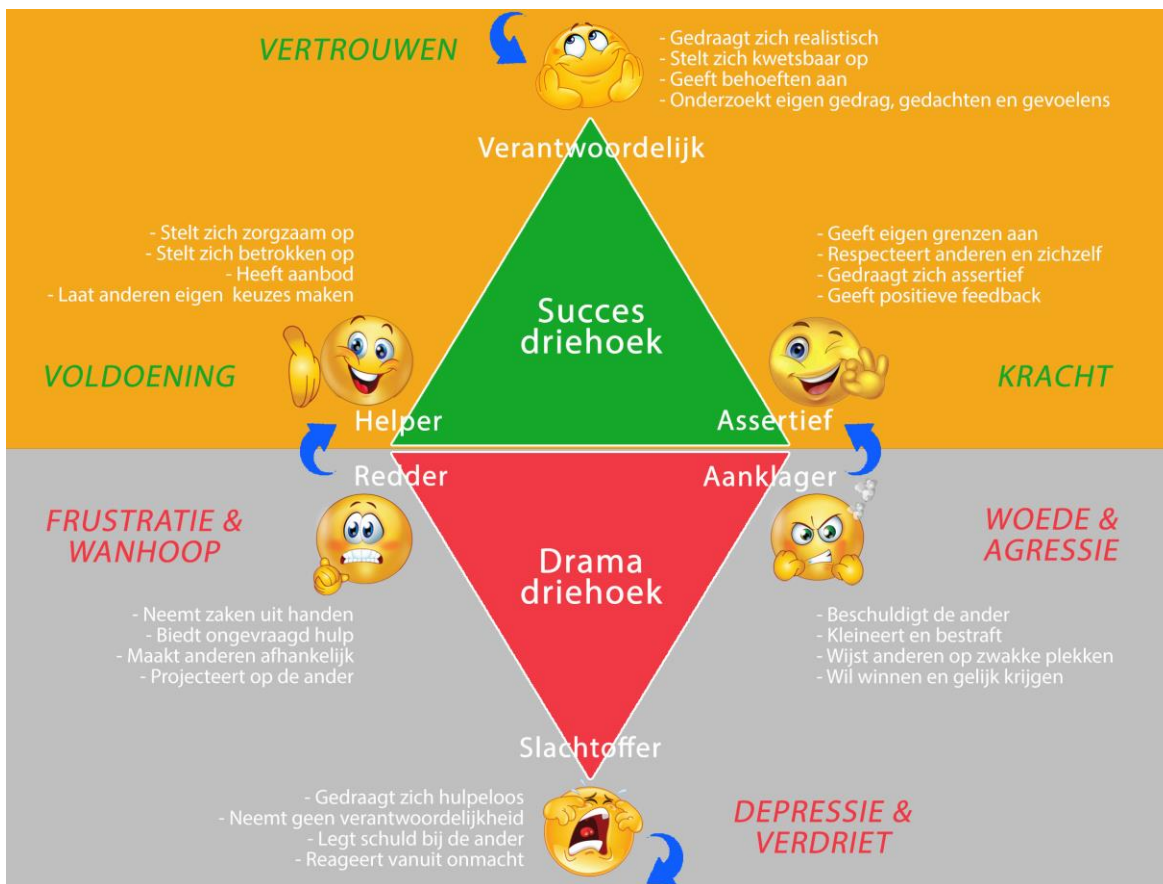 VERTROUWEN
- Gedraagt zich realistisch
- Stelt zich kwetsbaar op
- Geeft behoeften aan
- Onderzoekt eigen gedrag, gedachten en gevoelens
Verantwoordelijk
- Stelt zich zorgzaam op
- Stelt zich betrokken op
- Heeft aanbod
- Laat anderen eigen keuzes maken
- Geeft eigen grenzen aan
- Respecteert anderen en zichzelf
- Gedraagt zich assertief
- Geeft positieve feedback
Succes
driehoek
VOLDOENING
KRACHT
Helper
Assertief
Redder
Aanklager
FRUSTRATIE &
WANHOOP
WOEDE &
AGRESSIE
Drama
driehoek
- Neemt zaken uit handen
- Biedt ongevraagd hulp
- Maakt anderen afhankelijk
- Projecteert op de ander
- Beschuldigt de ander
- Kleineert en bestraft
- Wijst anderen op zwakke plekken
- Wil winnen en gelijk krijgen
Slachtoffer
- Gedraagt zich hulpeloos
- Neemt geen verantwoordelijkheid
- Legt schuld bij de ander
- Reageert vanuit onmacht
DEPRESSIE &
VERDRIET